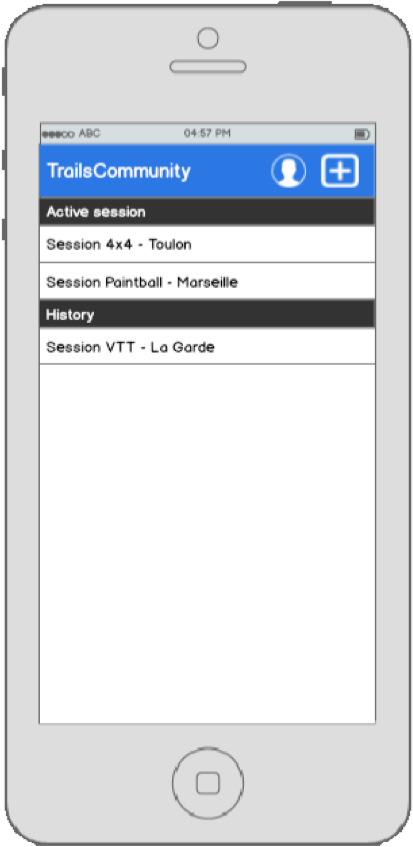 ABC 04:57 PM
TrailsCommunity
Active session
Session 4x4 - Toulon
Session Paintball - Marseille
History
Session VTT - La Garde